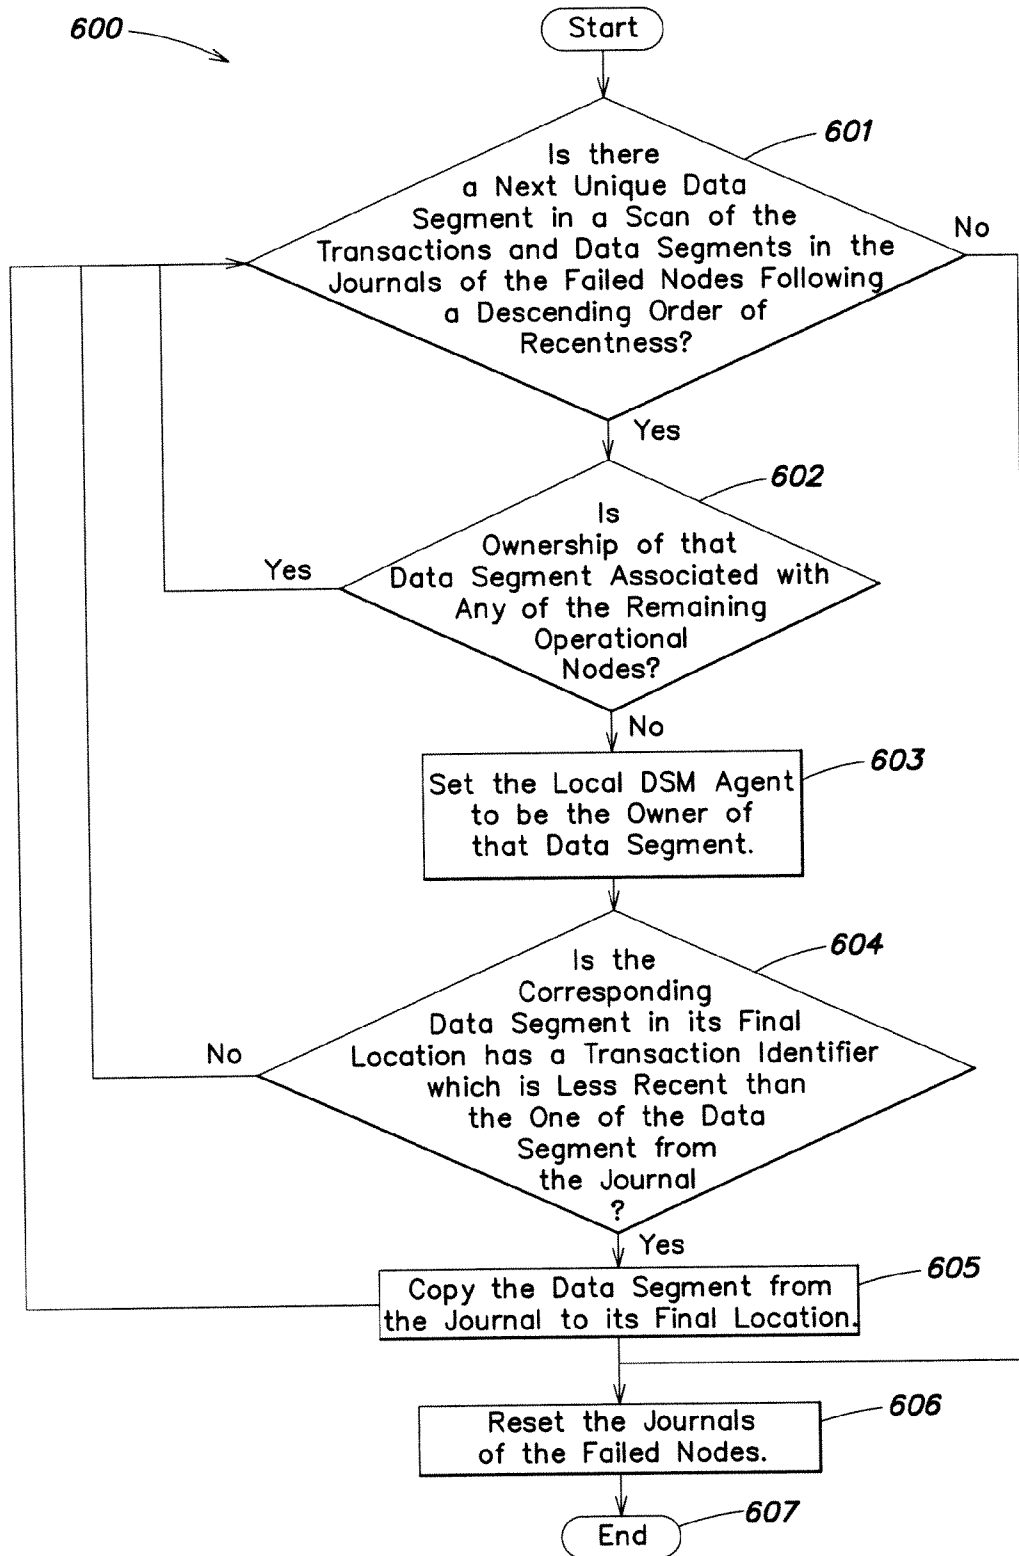 600
Start
601
Is there
a Next Unique Data
Segment in a Scan of the
Transactions and Data Segments in the
Journals of the Failed Nodes Following
a Descending Order of
Recentness?
No
Yes
602
Is
Ownership of that
Data Segment Associated with
Any of the Remaining
Operational
Nodes?
Yes
No
603
Set the Local DSM Agent
to be the Owner of
that Data Segment.
604
Is the
Corresponding
Data Segment in its Final
Location has a Transaction Identifier
which is Less Recent than
the One of the Data
Segment from
the Journal
?
No
Yes
605
Copy the Data Segment from
the Journal to its Final Location.
606
Reset the Journals
of the Failed Nodes.
607
End